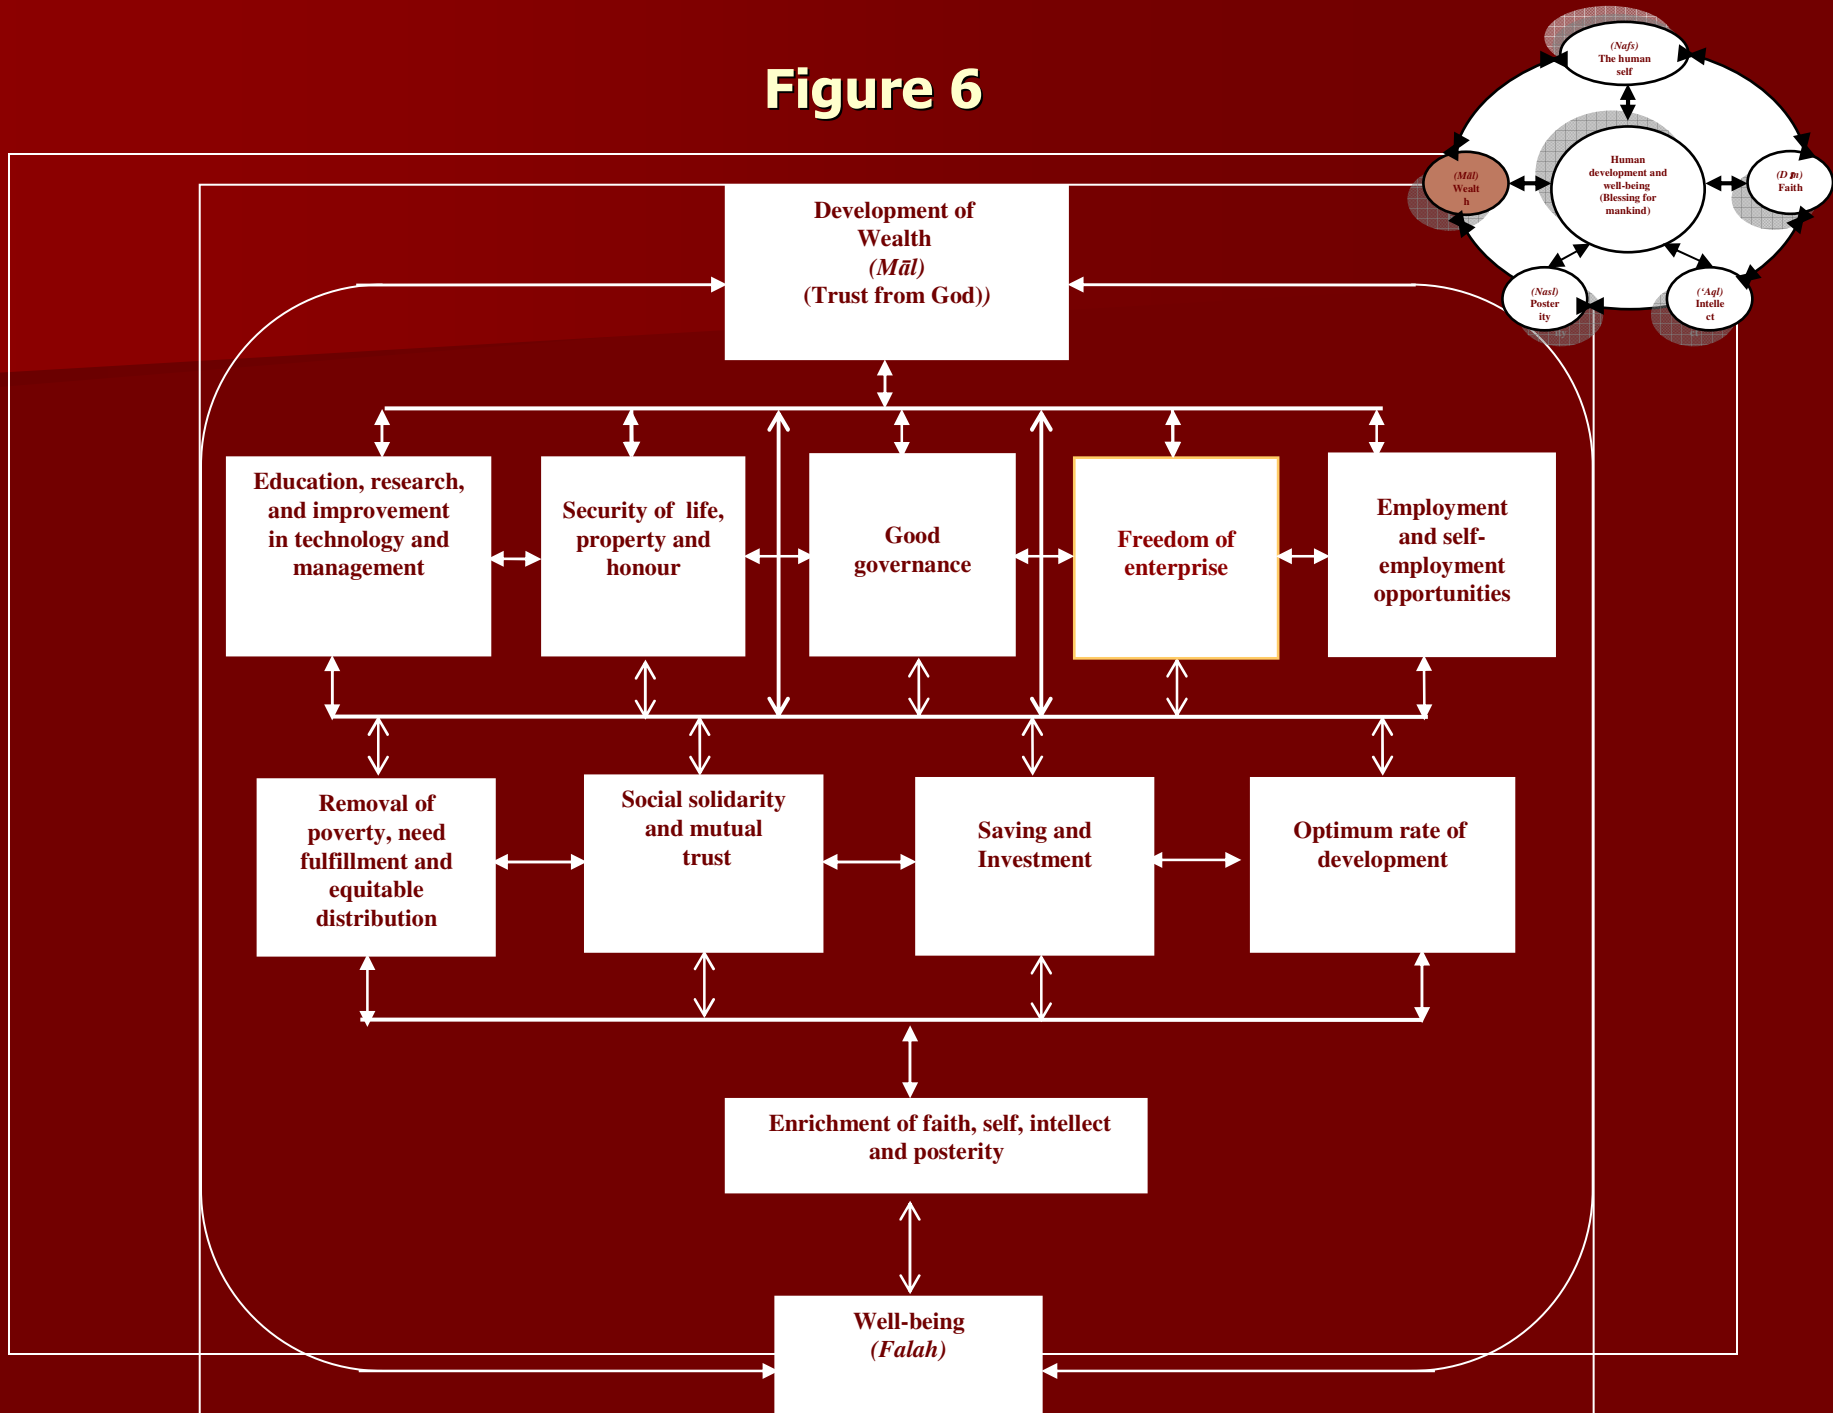 Figure 6
(Nafs)
The human
self
Human
development and
well-being
(Blessing for
mankind)
(Māl)
Wealt
h
Faith
(Nasl)
Poster
ity
(‘Aql)
Intelle
ct
Development of
Wealth
(Māl)
(Trust from God))
Education, research,
and improvement
in technology and
management
Security of life,
property and
honour
Good
governance
Freedom of
enterprise
Employment
and self-
employment
opportunities
Removal of
poverty, need
fulfillment and
equitable
distribution
Social solidarity
and mutual
trust
Saving and
Investment
Optimum rate of
development
Enrichment of faith, self, intellect
and posterity
Well-being
(Falah)